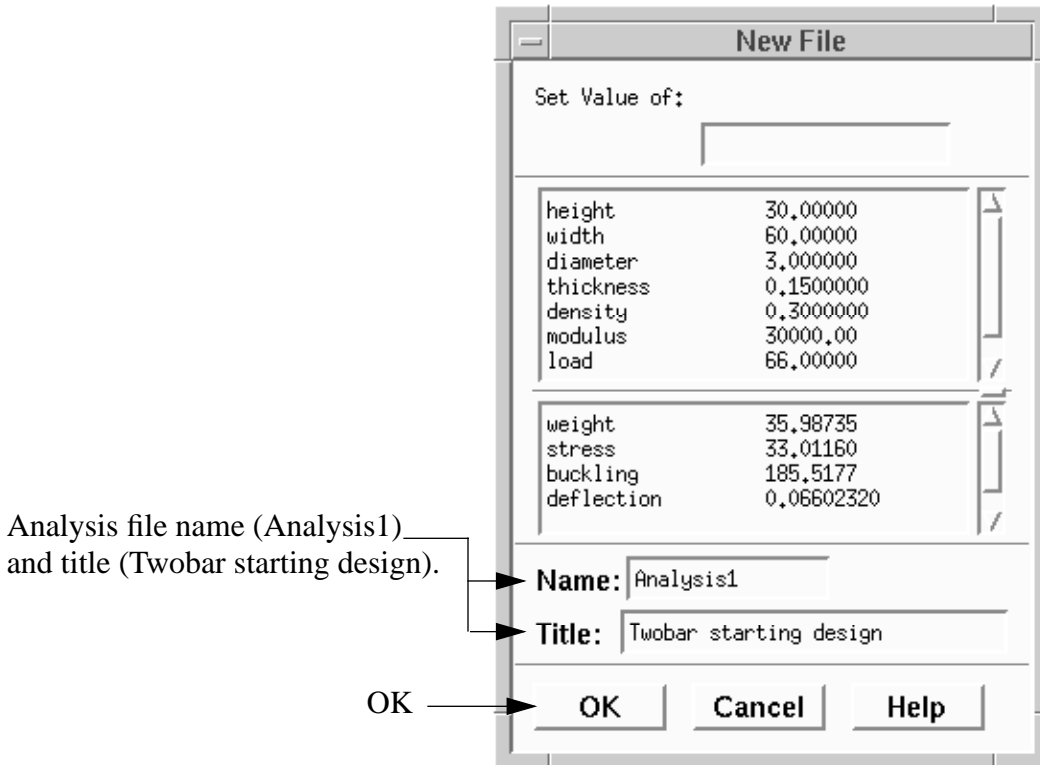 New File
Set Value of:
height 30.00000
width 60.00000
diameter 3.000000
thickness 0.1500000
density 0.3000000
modulus 30000.00
load 66.00000
weight 35.98735
stress 33.01160
buckling 185.5177
deflection 0.06602320
Analysis file name (Analysis1)
and title (Twobar starting design).
Name: Analysis1
Title: Twobar starting design
OK
OK Cancel Help